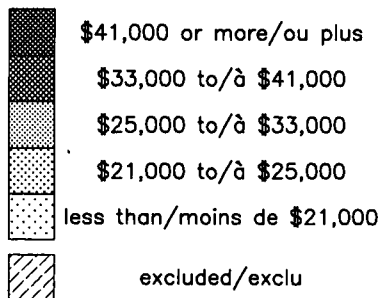 $41,000 or more/ou plus
$33,000 to/à $41,000
$25,000 to/à $33,000
$21,000 to/à $25,000
less than/moins de $21,000
excluded/exclu